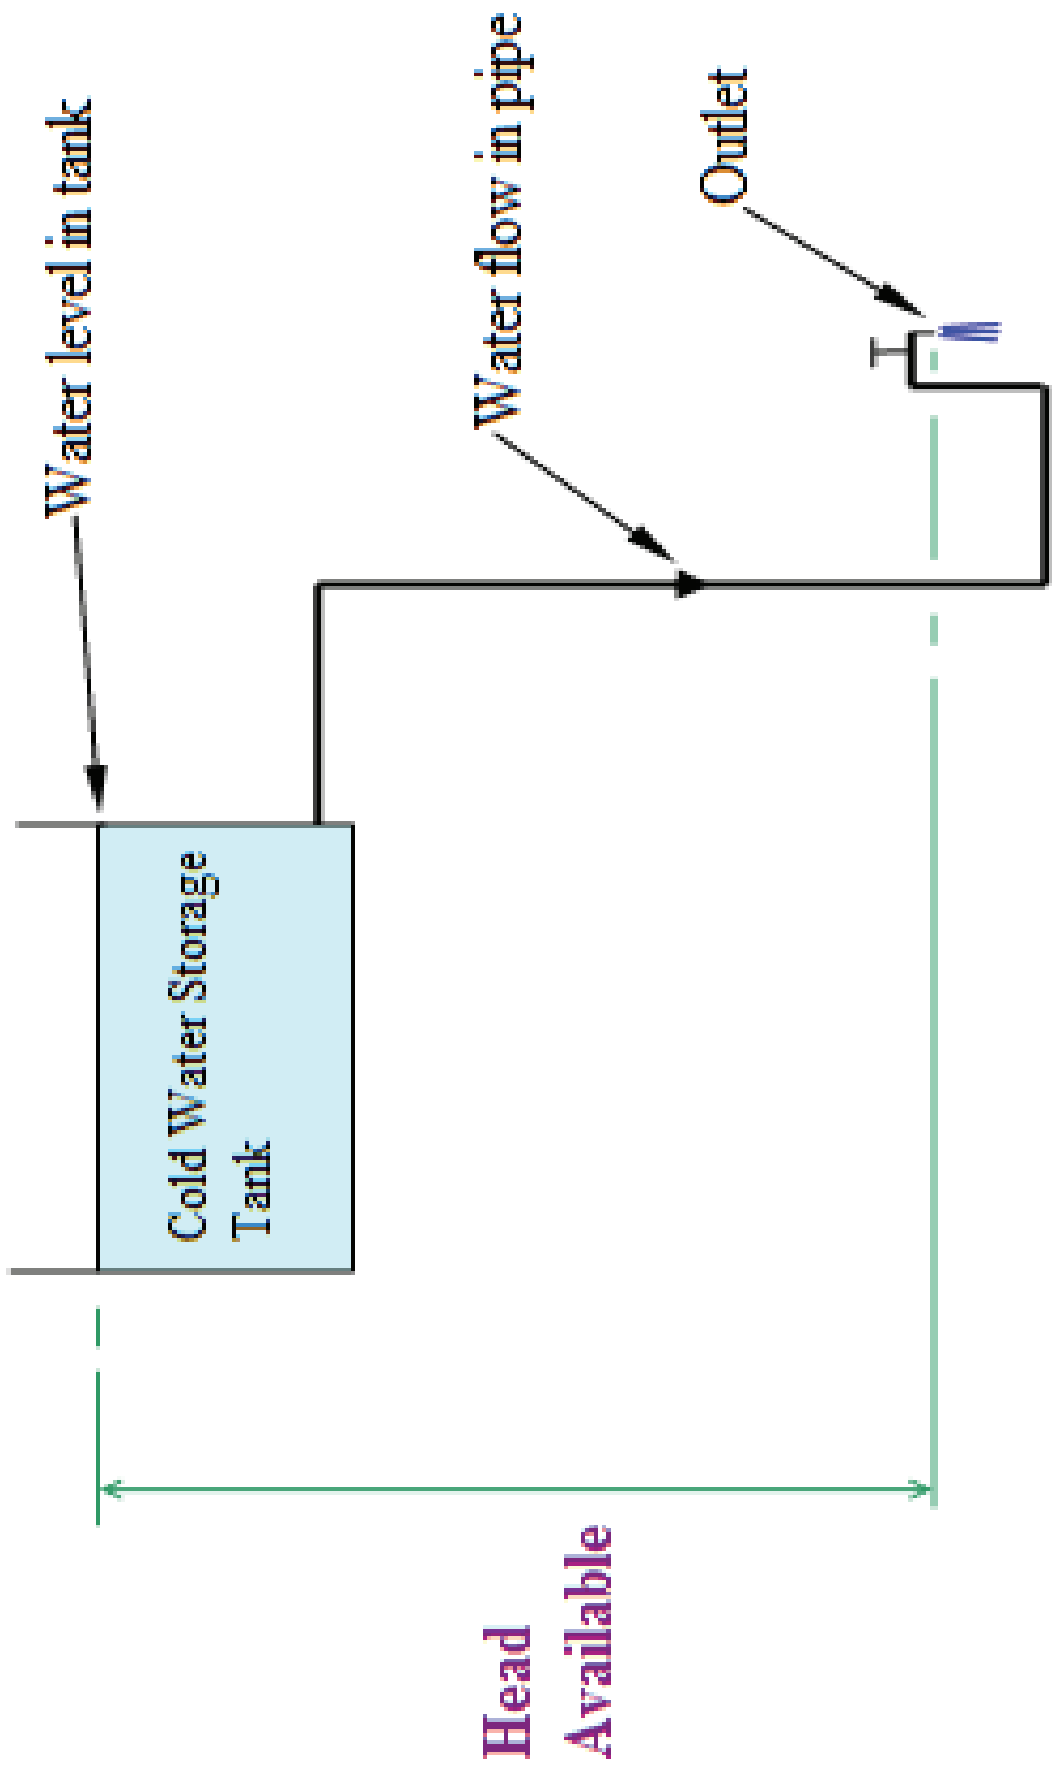 Water level in tank
Cold Water Storage
Tank
Water flow in pipe
Head
Available
Outlet